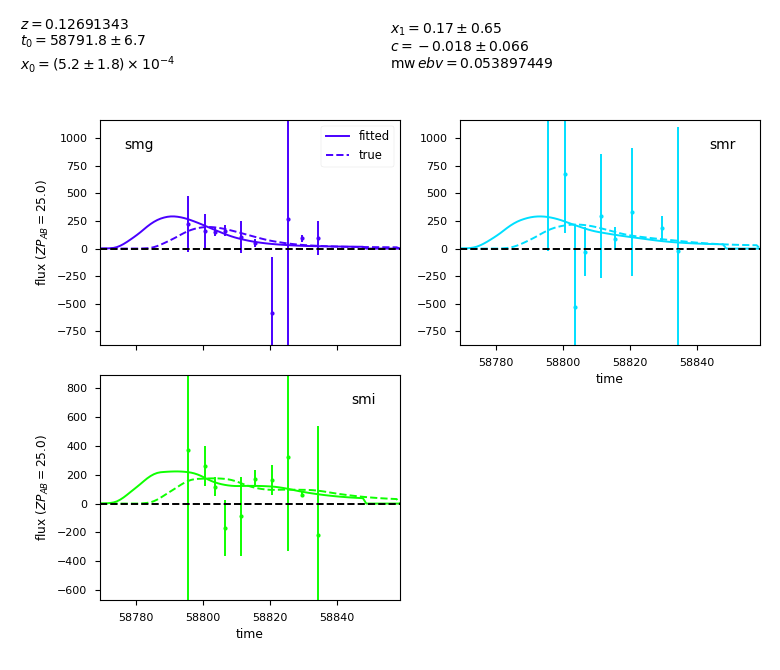 z = 0.12691343
t₀ = 58791.8 ± 6.7
x₀ = (5.2 ± 1.8) × 10⁻⁴
x₁ = 0.17 ± 0.65
c = −0.018 ± 0.066
mw ebv = 0.053897449
smg
fitted
true
1000
750
500
250
0
−250
−500
−750
flux (ZP_AB = 25.0)
smr
1000
750
500
250
0
−250
−500
−750
58780 58800 58820 58840
time
smi
800
600
400
200
0
−200
−400
−600
flux (ZP_AB = 25.0)
58780 58800 58820 58840
time